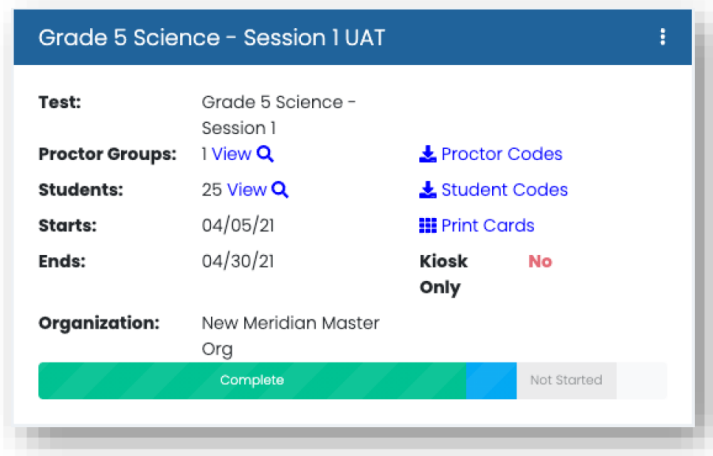 Grade 5 Science - Session 1 UAT
Test: Grade 5 Science -
Session 1
Proctor Groups: 1 View Proctor Codes
Students: 25 View Student Codes
Starts: 04/05/21 Print Cards
Ends: 04/30/21 Kiosk No
Only
Organization: New Meridian Master
Org
Complete Not Started